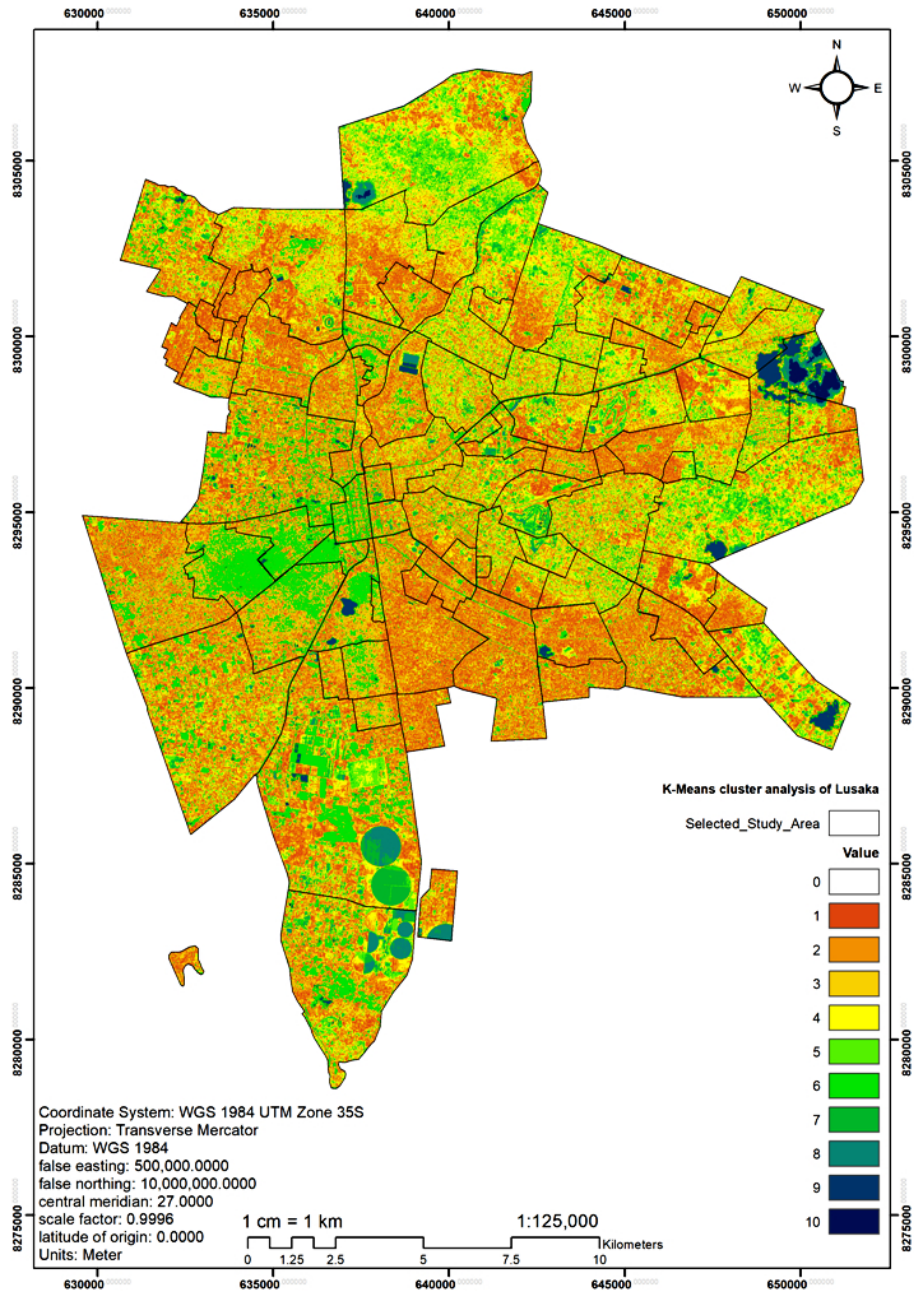 630000 635000 640000 645000 650000
N
W E
S
8305000 8305000
8300000 8300000
8295000 8295000
8290000 8290000
K-Means cluster analysis of Lusaka
Selected_Study_Area
Value
8285000 8285000
0
1
2
3
4
5
6
7
8
9
10
8280000 8280000
Coordinate System: WGS 1984 UTM Zone 35S
Projection: Transverse Mercator
Datum: WGS 1984
false easting: 500,000.0000
false northing: 10,000,000.0000
central meridian: 27.0000
scale factor: 0.9996
latitude of origin: 0.0000
Units: Meter
8275000 8275000
1 cm = 1 km 1:125,000
Kilometers
0 1.25 2.5 5 7.5 10
630000 635000 640000 645000 650000